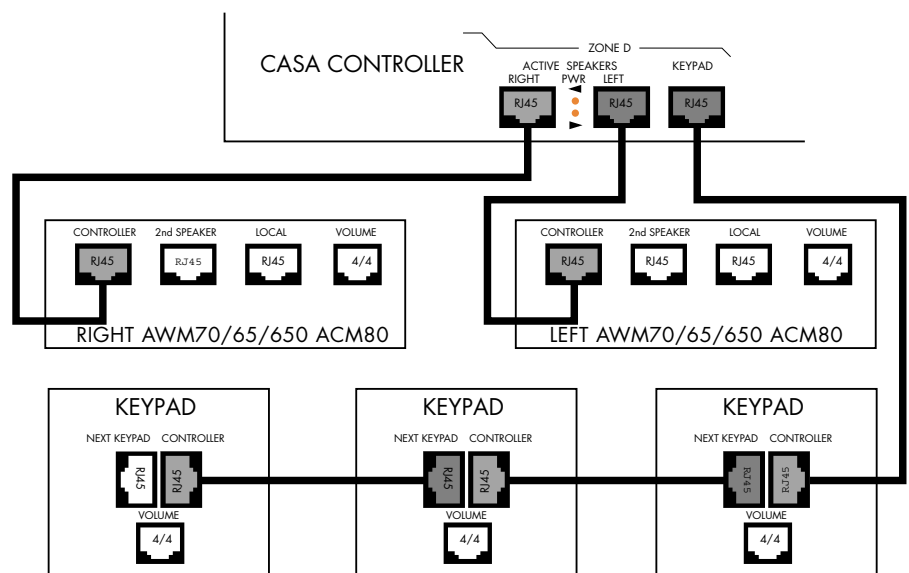 ZONE D
CASA CONTROLLER
ACTIVE SPEAKERS KEYPAD
RIGHT PWR LEFT
RJ45 RJ45 RJ45
CONTROLLER 2nd SPEAKER LOCAL VOLUME
RJ45 RJ45 RJ45 4/4
RIGHT AWM70/65/650 ACM80
CONTROLLER 2nd SPEAKER LOCAL VOLUME
RJ45 RJ45 RJ45 4/4
LEFT AWM70/65/650 ACM80
KEYPAD
NEXT KEYPAD CONTROLLER
RJ45 RJ45
VOLUME
4/4
KEYPAD
NEXT KEYPAD CONTROLLER
RJ45 RJ45
VOLUME
4/4
KEYPAD
NEXT KEYPAD CONTROLLER
RJ45 RJ45
VOLUME
4/4